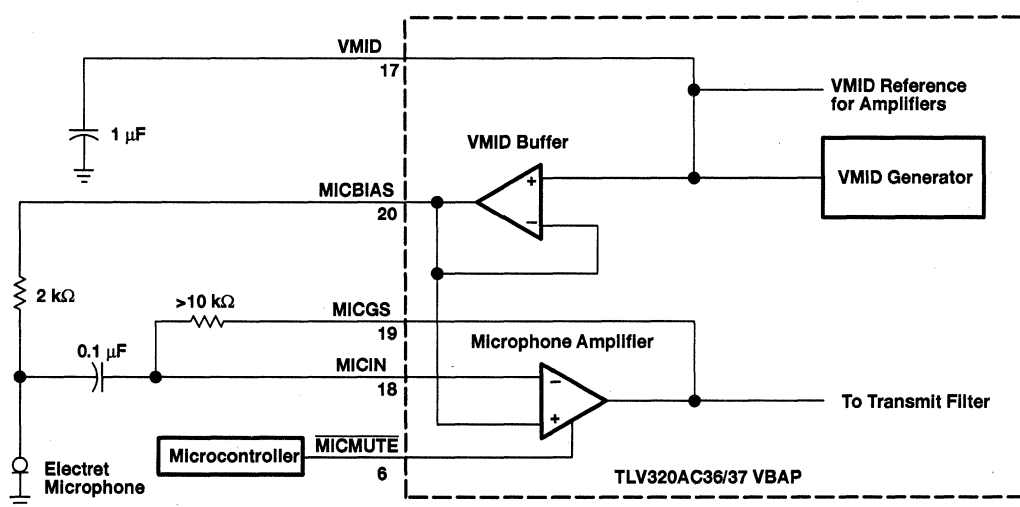 VMID
17
VMID Reference
for Amplifiers
1 μF
VMID Buffer
+
−
VMID Generator
MICBIAS
20
2 kΩ
>10 kΩ
MICGS
19
Microphone Amplifier
0.1 μF
MICIN
18
−
+
To Transmit Filter
Microcontroller
MICMUTE
6
Electret
Microphone
TLV320AC36/37 VBAP